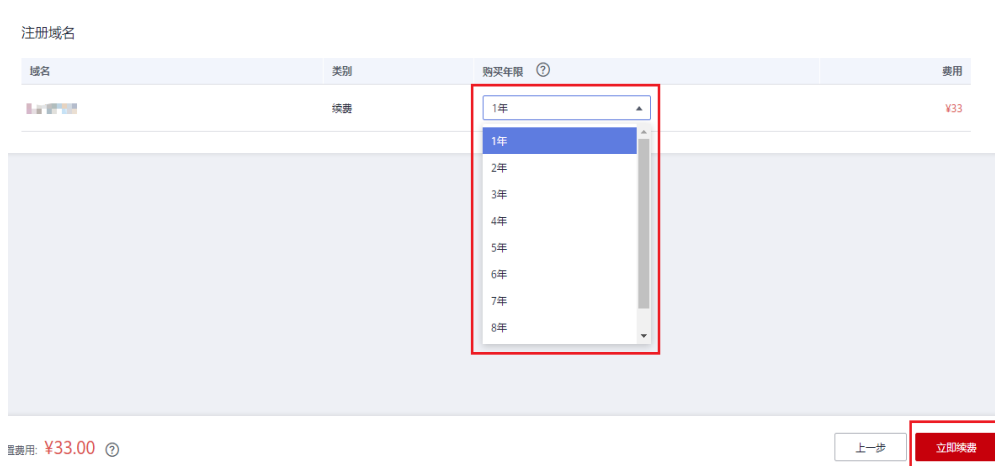 注册域名
域名 类别 购买年限 ? 费用
续费 1年 ¥33
1年
2年
3年
4年
5年
6年
7年
8年
置费用: ¥33.00 ?
上一步 立即续费